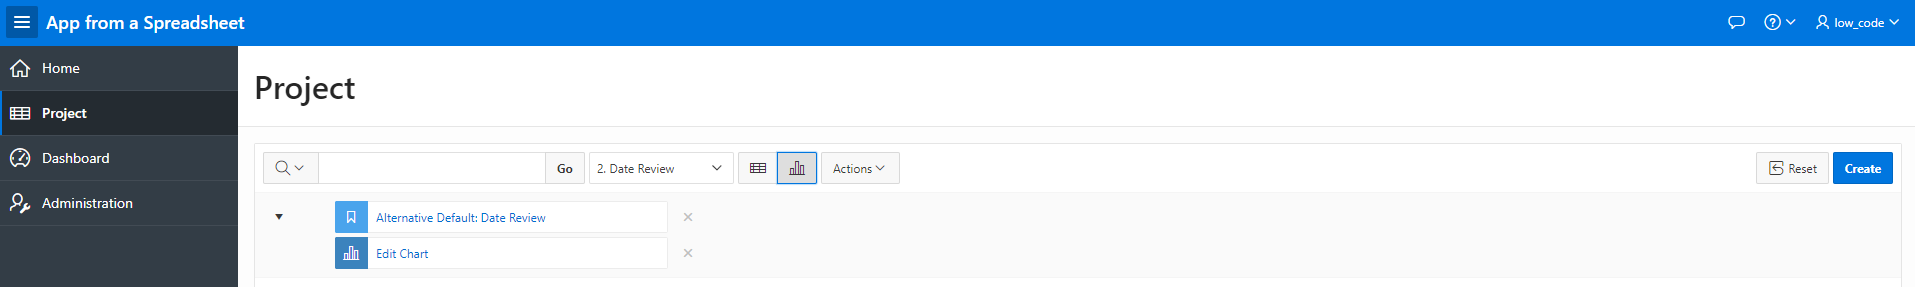 App from a Spreadsheet
low_code
Home
Project
Dashboard
Administration
Project
Go
2. Date Review
Actions
Reset
Create
Alternative Default: Date Review
Edit Chart